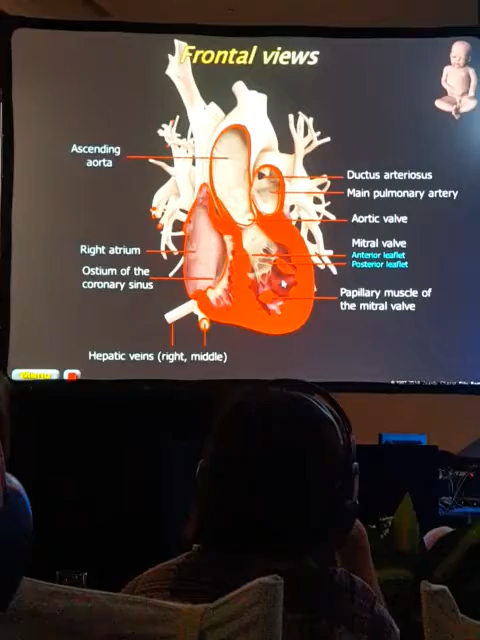 Frontal views
Ascending
aorta
Ductus arteriosus
Main pulmonary artery
Aortic valve
Right atrium
Mitral valve
Anterior leaflet
Posterior leaflet
Ostium of the
coronary sinus
Papillary muscle of
the mitral valve
Hepatic veins (right, middle)